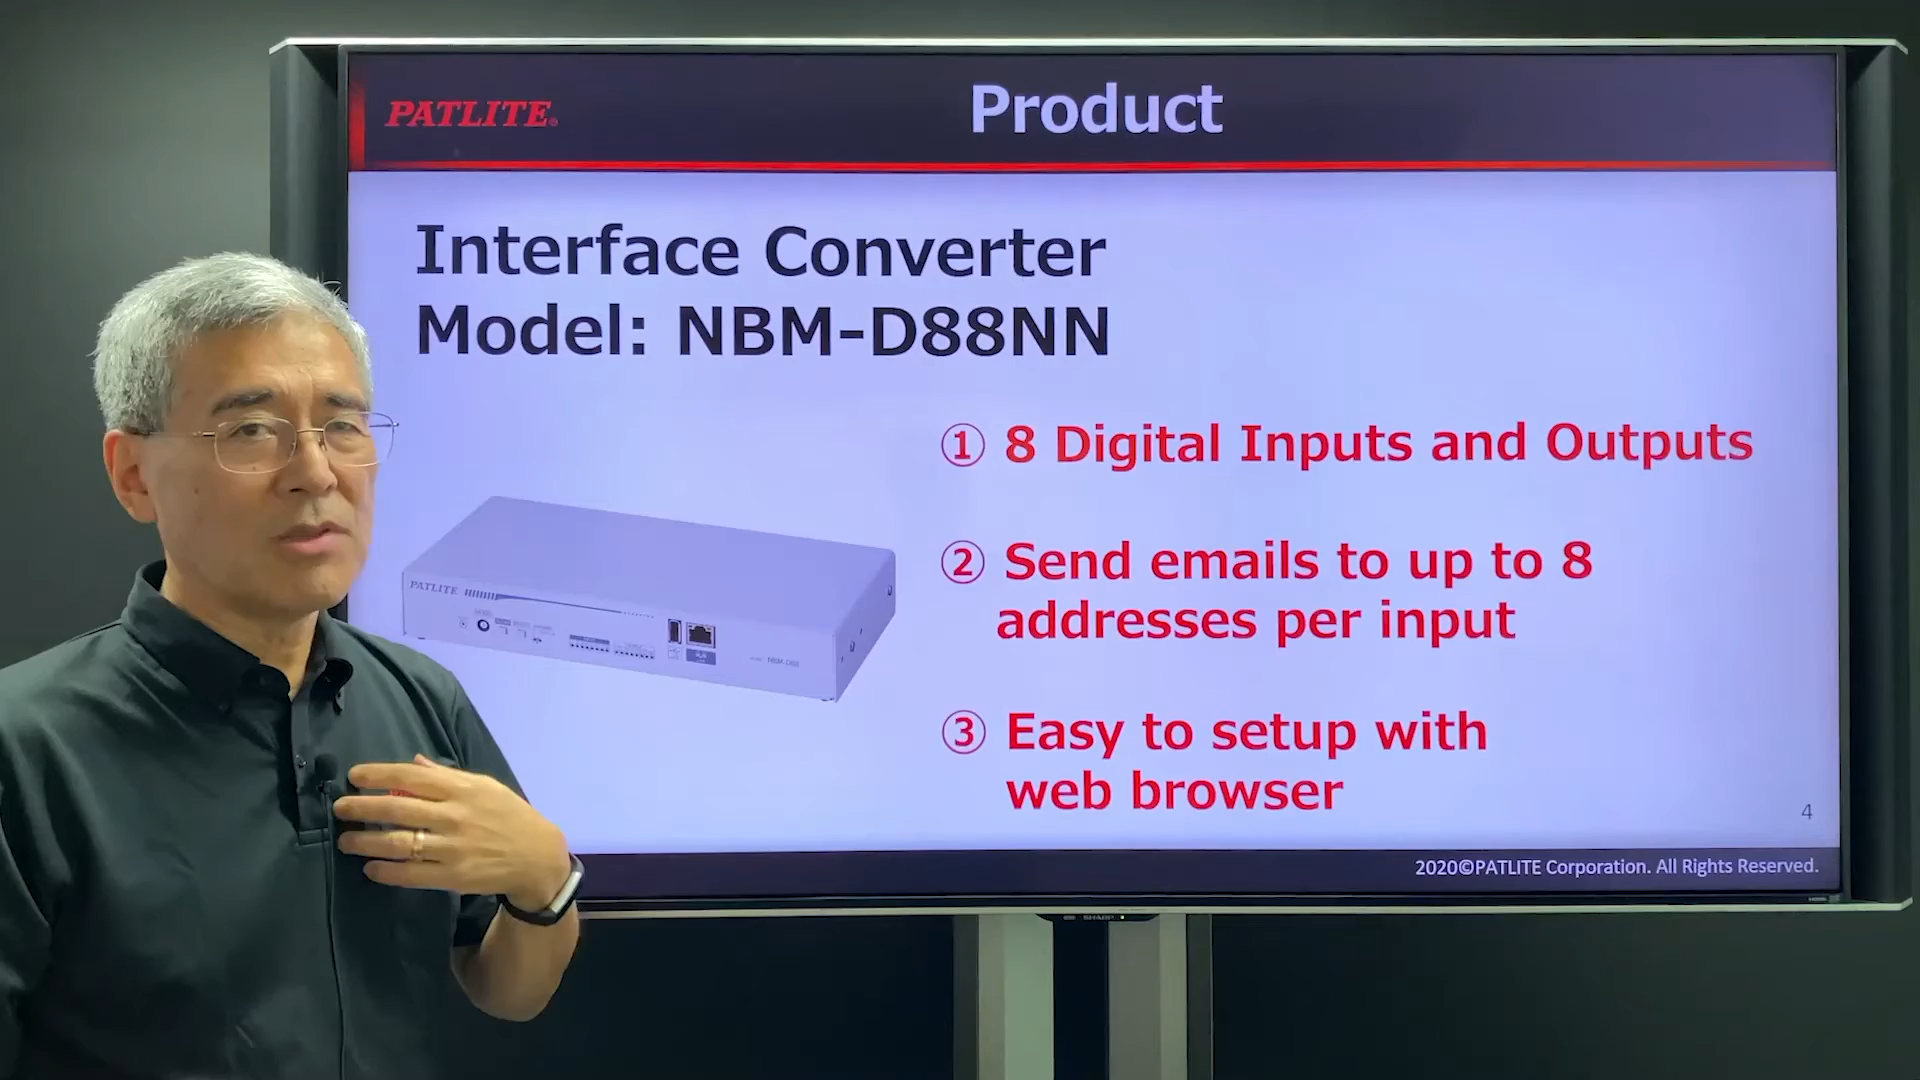 PATLITE®
Product
Interface Converter
Model: NBM-D88NN
① 8 Digital Inputs and Outputs
② Send emails to up to 8
addresses per input
③ Easy to setup with
web browser
PATLITE
NBM-D88
4
2020©PATLITE Corporation. All Rights Reserved.
SHARP